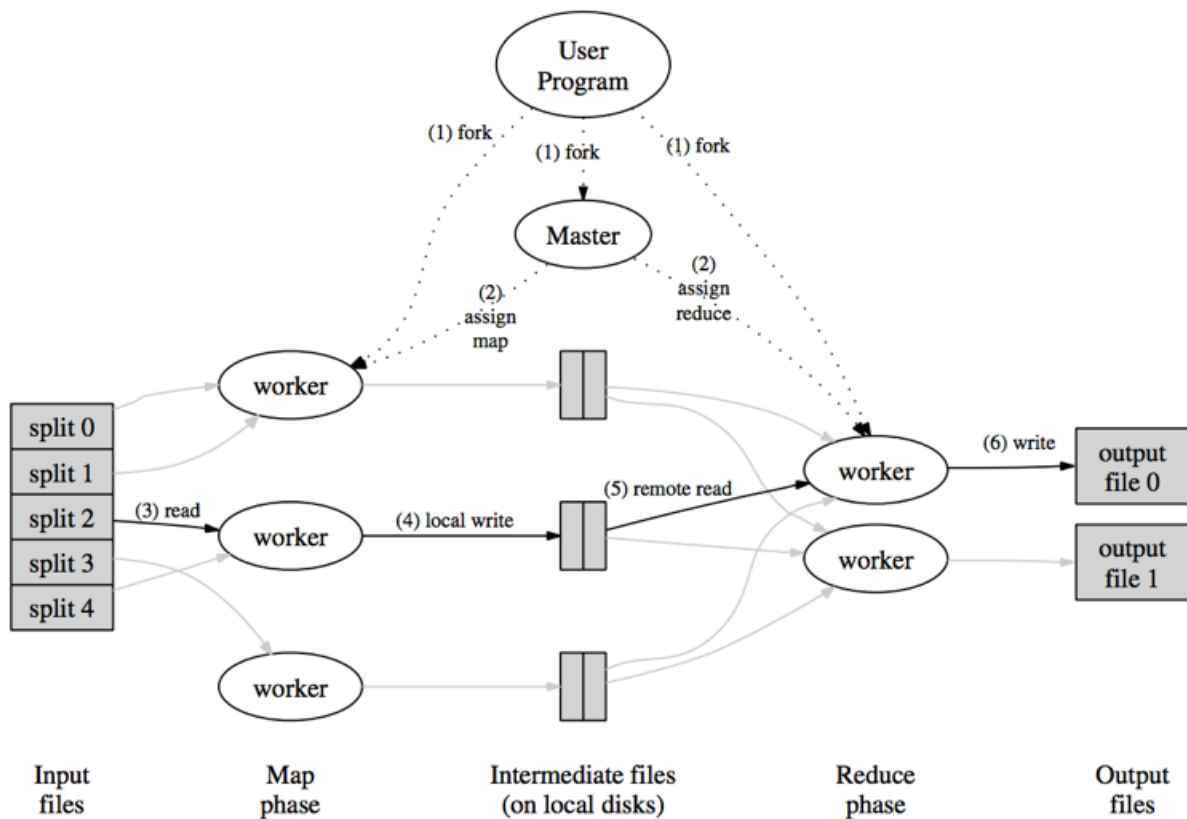 User
Program
(1) fork
(1) fork
(1) fork
Master
(2)
assign
map
(2)
assign
reduce
worker
split 0
split 1
split 2
split 3
split 4
(3) read
worker
(4) local write
(5) remote read
worker
(6) write
output
file 0
worker
output
file 1
worker
Input
files
Map
phase
Intermediate files
(on local disks)
Reduce
phase
Output
files